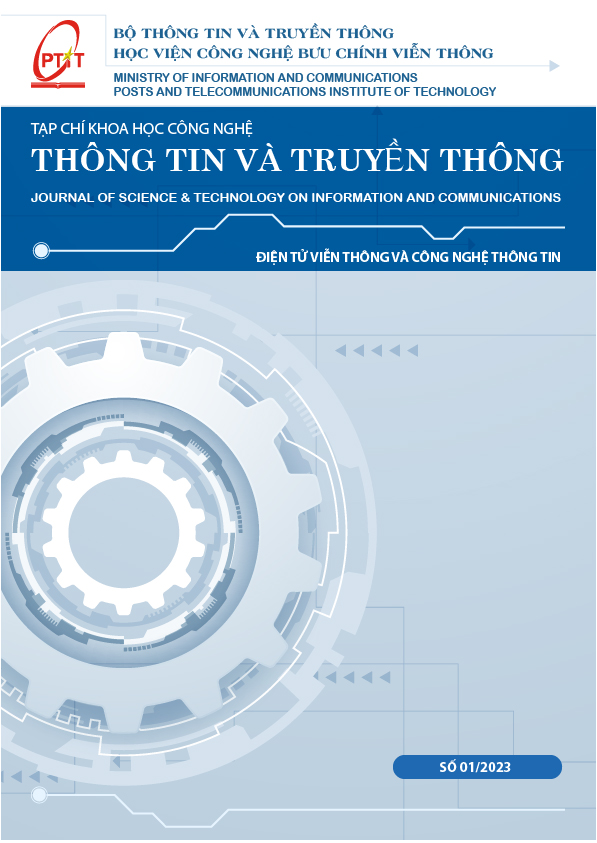 PTIT
BỘ THÔNG TIN VÀ TRUYỀN THÔNG
HỌC VIỆN CÔNG NGHỆ BƯU CHÍNH VIỄN THÔNG
MINISTRY OF INFORMATION AND COMMUNICATIONS
POSTS AND TELECOMMUNICATIONS INSTITUTE OF TECHNOLOGY
TẠP CHÍ KHOA HỌC CÔNG NGHỆ
THÔNG TIN VÀ TRUYỀN THÔNG
JOURNAL OF SCIENCE & TECHNOLOGY ON INFORMATION AND COMMUNICATIONS
ĐIỆN TỬ VIỄN THÔNG VÀ CÔNG NGHỆ THÔNG TIN
SỐ 01/2023